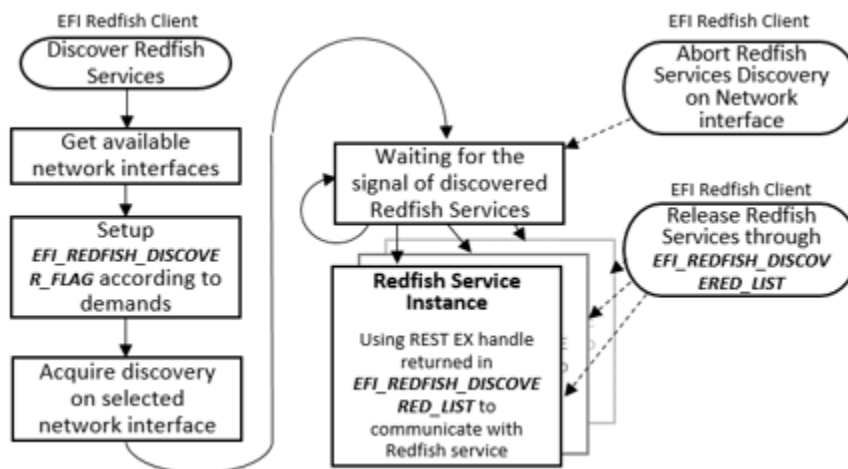 EFI Redfish Client
Discover Redfish
Services
Get available
network interfaces
Setup
EFI_REDFISH_DISCOVE
R_FLAG according to
demands
Acquire discovery
on selected
network interface
Waiting for the
signal of discovered
Redfish Services
Redfish Service
Instance
Using REST EX handle
returned in
EFI_REDFISH_DISCOVE
RED_LIST to
communicate with
Redfish service
EFI Redfish Client
Abort Redfish
Services Discovery
on Network
interface
EFI Redfish Client
Release Redfish
Services through
EFI_REDFISH_DISCOV
ERED_LIST